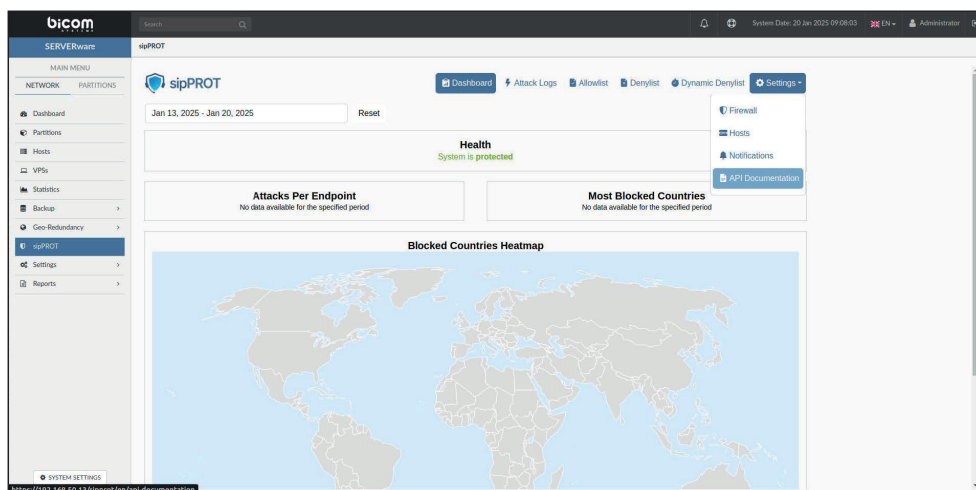 bicom
SYSTEMS
Search
System Date: 20 Jan 2025 09:08:03
EN
Administrator
SERVERware
sipPROT
MAIN MENU
NETWORK PARTITIONS
Dashboard
Partitions
Hosts
VPSs
Statistics
Backup
Geo-Redundancy
sipPROT
Settings
Reports
SYSTEM SETTINGS
sipPROT
Dashboard Attack Logs Allowlist Denylist Dynamic Denylist Settings
Firewall
Hosts
Notifications
API Documentation
Jan 13, 2025 - Jan 20, 2025 Reset
Health
System is protected
Attacks Per Endpoint
No data available for the specified period
Most Blocked Countries
No data available for the specified period
Blocked Countries Heatmap